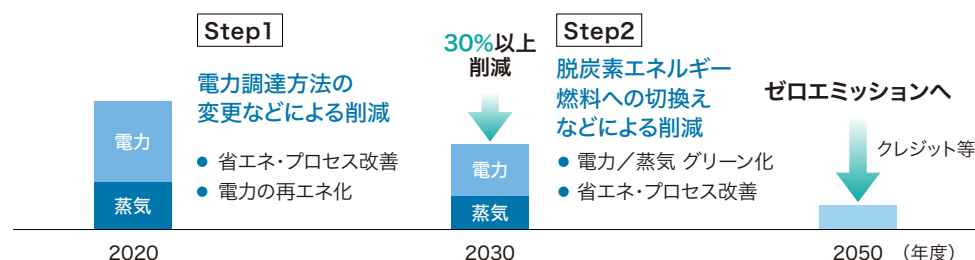 Step1
電力調達方法の
変更などによる削減
● 省エネ・プロセス改善
● 電力の再エネ化
30%以上
削減
Step2
脱炭素エネルギー
燃料への切換え
などによる削減
● 電力／蒸気 グリーン化
● 省エネ・プロセス改善
ゼロエミッションへ
クレジット等
電力
蒸気
電力
蒸気
2020
2030
2050 （年度）